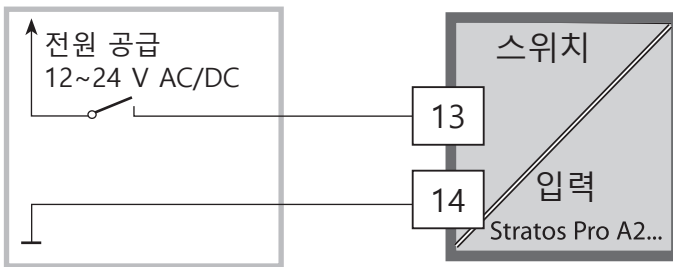 전원 공급
12~24 V AC/DC
스위치
13
14
입력
Stratos Pro A2...